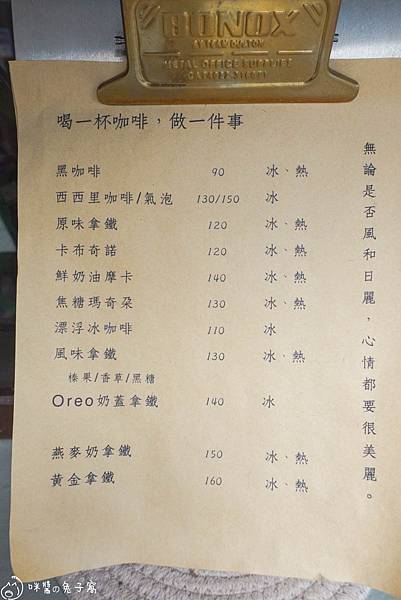 "BONOX"
BY TEAM DUNTON
METAL OFFICE SUPPLIES
喝一杯咖啡，做一件事
黑咖啡 90 冰、熱
西西里咖啡/氣泡 130/150 冰
原味拿鐵 120 冰、熱
卡布奇諾 120 冰、熱
鮮奶油摩卡 140 冰、熱
焦糖瑪奇朵 130 冰、熱
漂浮冰咖啡 110 冰
風味拿鐵 130 冰、熱
榛果/香草/黑糖
Oreo奶蓋拿鐵 140 冰
燕麥奶拿鐵 150 冰、熱
黃金拿鐵 160 冰、熱
無論是否風和日麗，心情都要很美麗。
咪醬の兔子窩